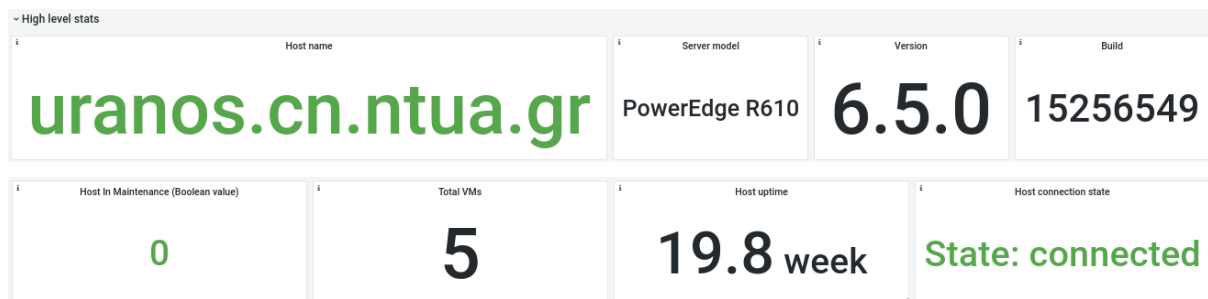 High level stats
Host name
uranos.cn.ntua.gr
Server model
PowerEdge R610
Version
6.5.0
Build
15256549
Host In Maintenance (Boolean value)
0
Total VMs
5
Host uptime
19.8 week
Host connection state
State: connected